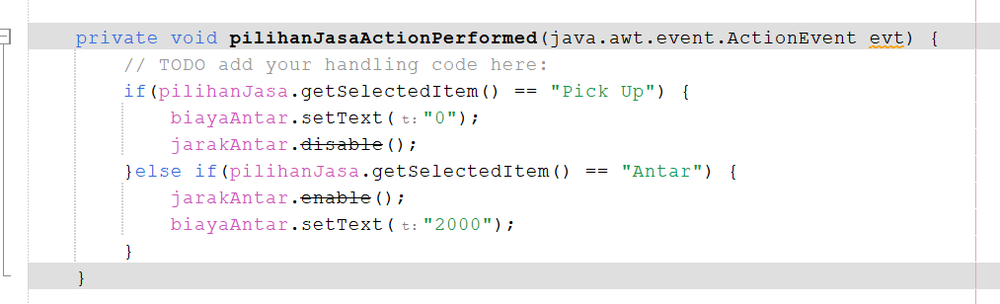 private void pilihanJasaActionPerformed(java.awt.event.ActionEvent evt) {
// TODO add your handling code here:
if(pilihanJasa.getSelectedItem() == "Pick Up") {
biayaAntar.setText( t: "0");
jarakAntar.disable();
}else if(pilihanJasa.getSelectedItem() == "Antar") {
jarakAntar.enable();
biayaAntar.setText( t: "2000");
}
}